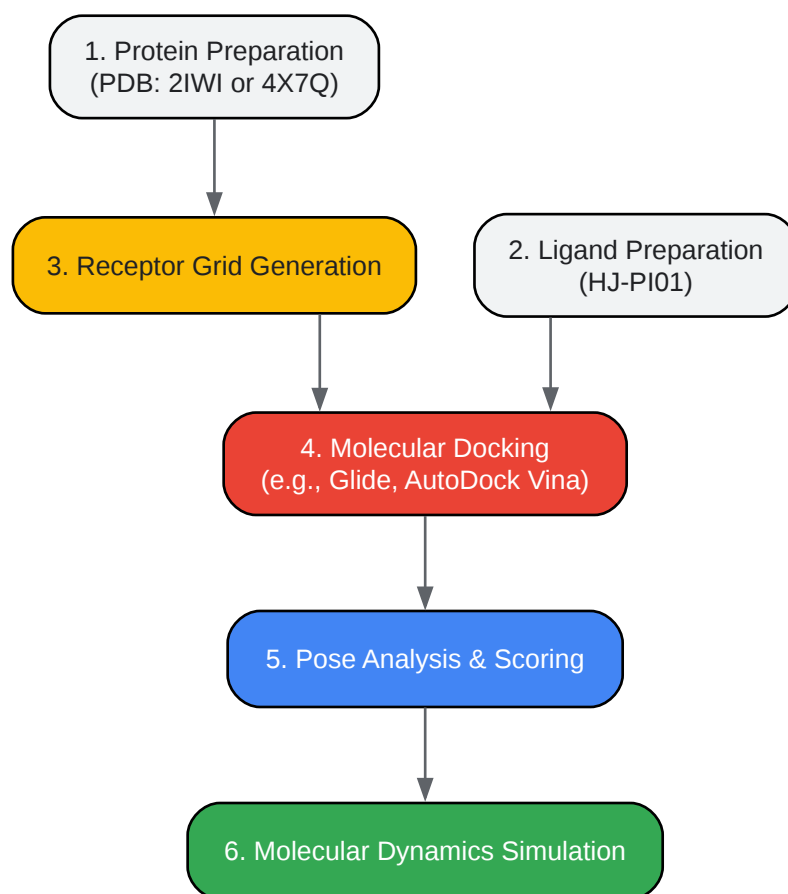 1. Protein Preparation
(PDB: 2IWI or 4X7Q)
3. Receptor Grid Generation
2. Ligand Preparation
(HJ-PI01)
4. Molecular Docking
(e.g., Glide, AutoDock Vina)
5. Pose Analysis & Scoring
6. Molecular Dynamics Simulation